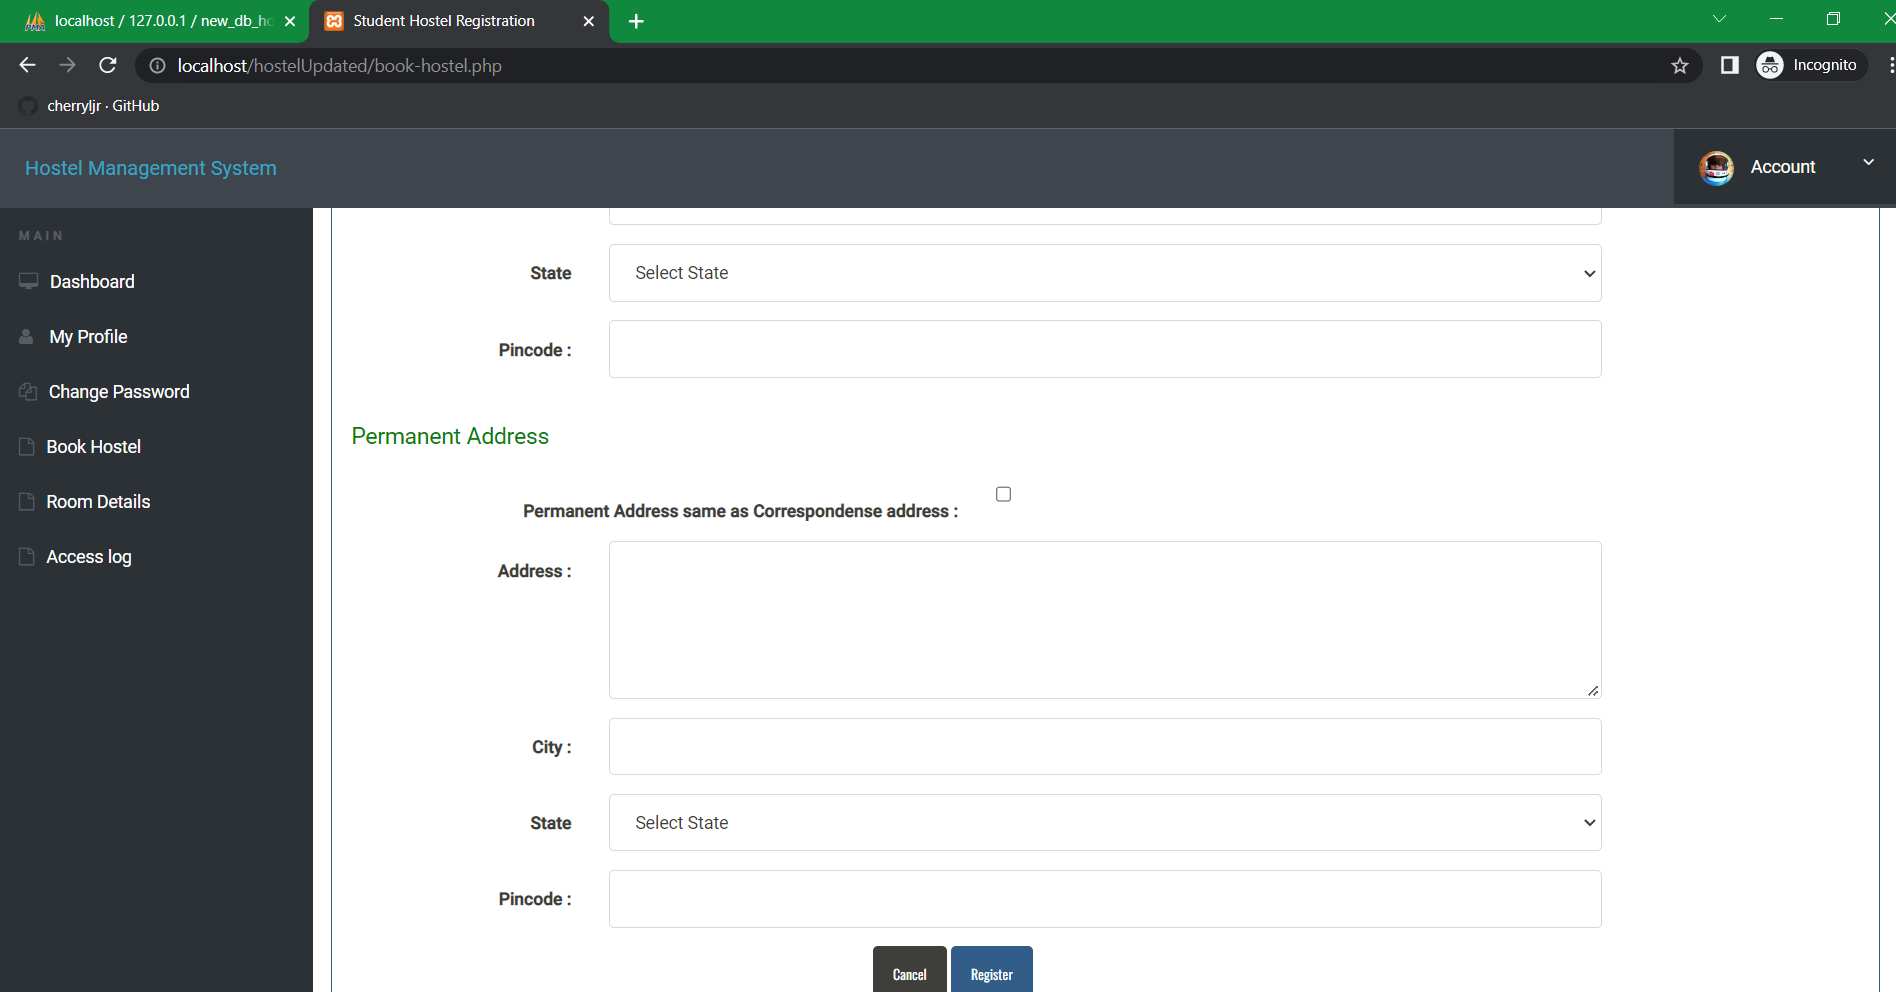 localhost / 127.0.0.1 / new_db_ho
Student Hostel Registration
localhost/hostelUpdated/book-hostel.php
Incognito
cherryljr · GitHub
Hostel Management System
Account
MAIN
Dashboard
My Profile
Change Password
Book Hostel
Room Details
Access log
State
Select State
Pincode :
Permanent Address
Permanent Address same as Correspondense address :
Address :
City :
State
Select State
Pincode :
Cancel
Register